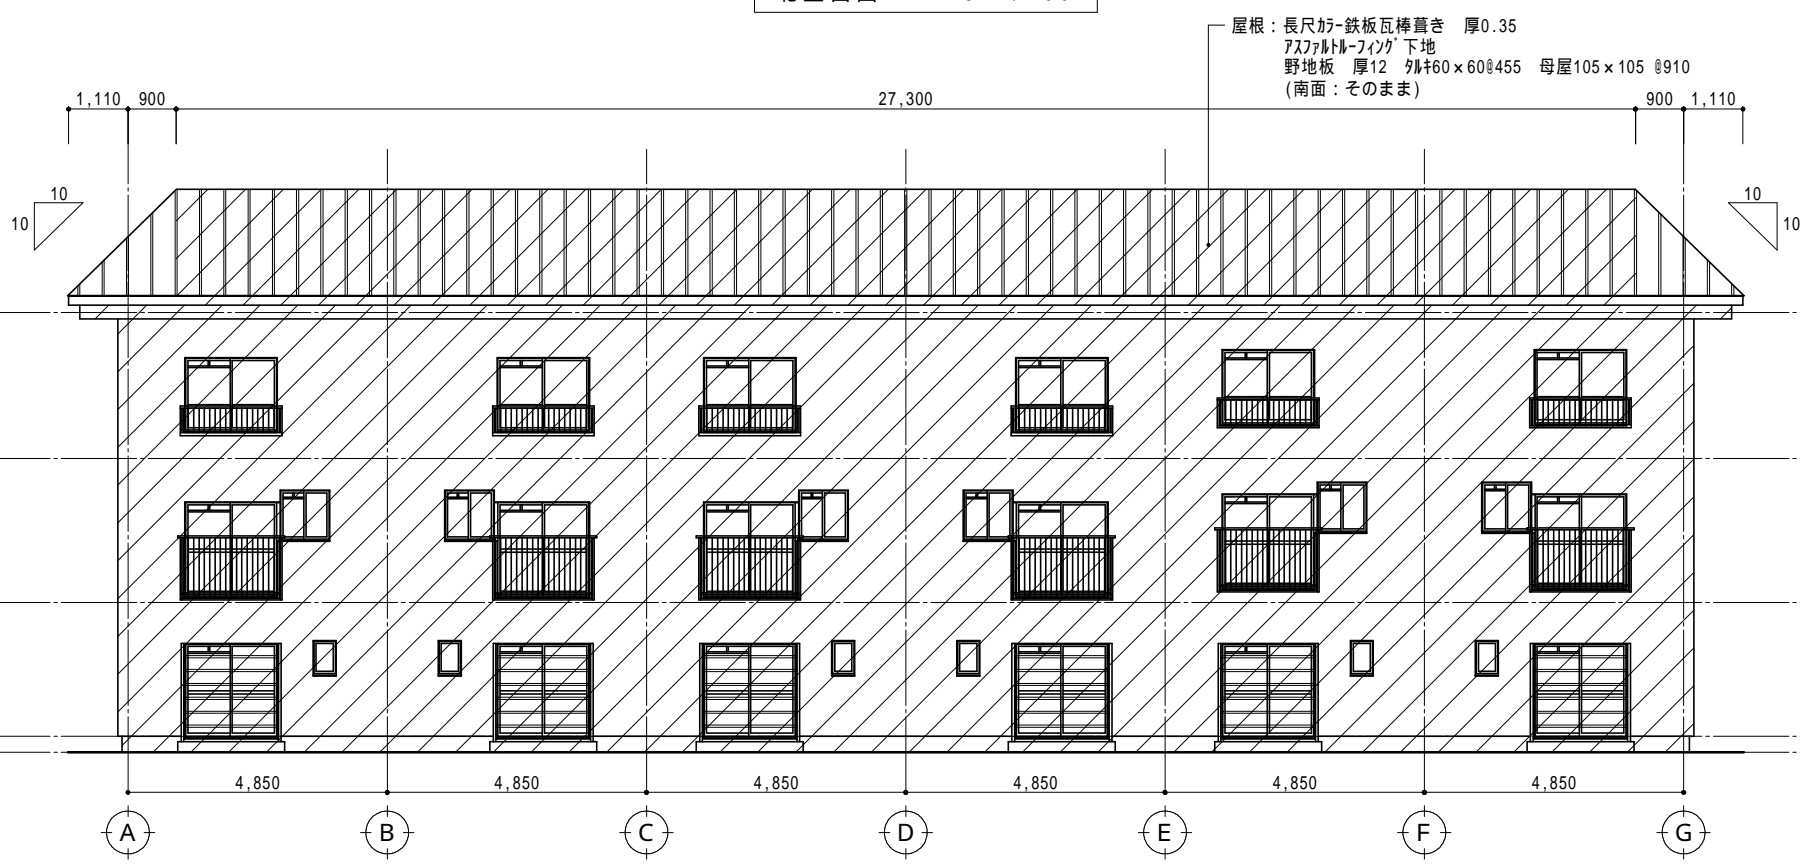 屋根：長尺ｶﾗｰ鉄板瓦棒葺き　厚0.35
ｱｽﾌｧﾙﾄﾙｰﾌｨﾝｸﾞ下地
野地板　厚12　ﾀﾙｷ60×60@455　母屋105×105 @910
(南面：そのまま)
1,110 900 27,300 900 1,110
10 10
10 10
4,850 4,850 4,850 4,850 4,850 4,850
A B C D E F G